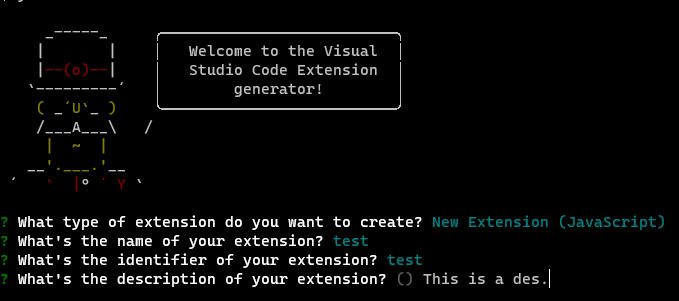 Welcome to the Visual
Studio Code Extension
generator!
? What type of extension do you want to create? New Extension (JavaScript)
? What's the name of your extension? test
? What's the identifier of your extension? test
? What's the description of your extension? () This is a des.